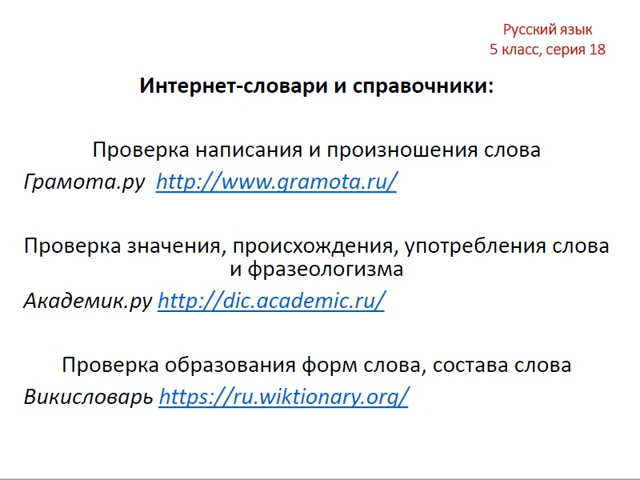 Русский язык
5 класс, серия 18
Интернет-словари и справочники:
Проверка написания и произношения слова
Грамота.ру http://www.gramota.ru/
Проверка значения, происхождения, употребления слова
и фразеологизма
Академик.ру http://dic.academic.ru/
Проверка образования форм слова, состава слова
Викисловарь https://ru.wiktionary.org/